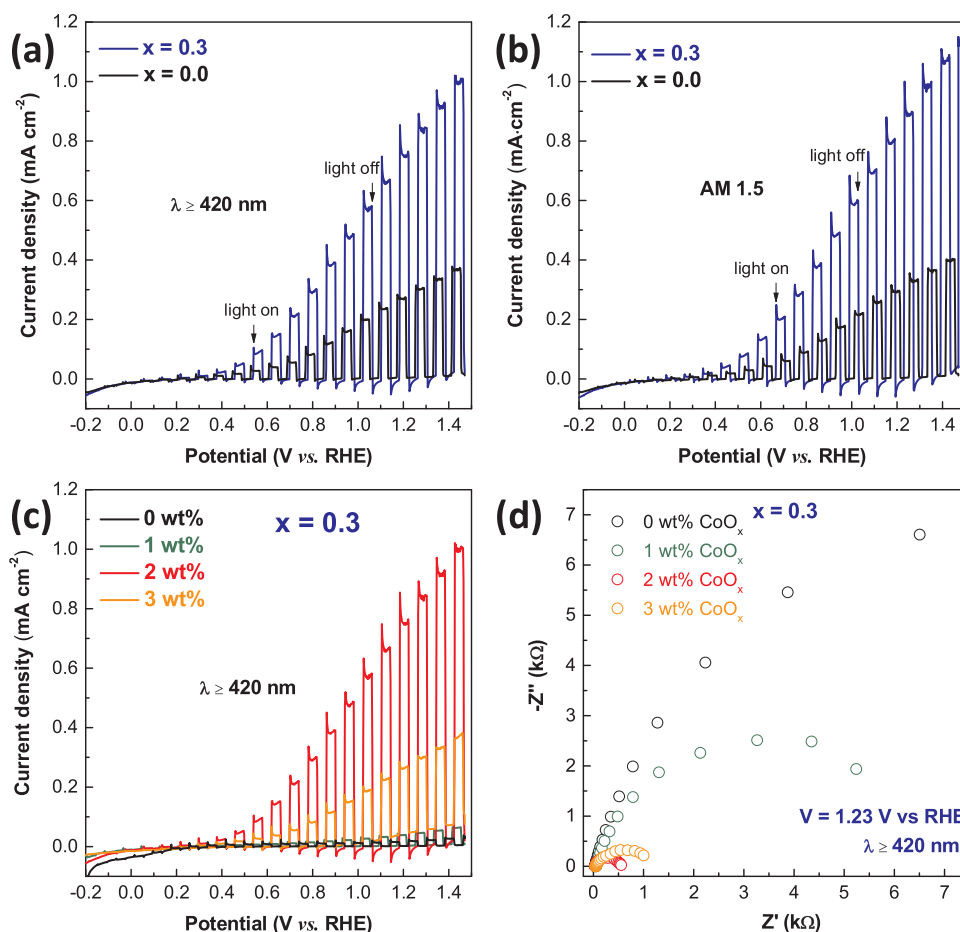 (a)
x = 0.3
x = 0.0
light off
λ ≥ 420 nm
light on
Current density (mA cm⁻²)
1.2
1.0
0.8
0.6
0.4
0.2
0.0
-0.2 0.0 0.2 0.4 0.6 0.8 1.0 1.2 1.4
Potential (V vs. RHE)
(b)
x = 0.3
x = 0.0
light off
AM 1.5
light on
Current density (mA·cm⁻²)
1.2
1.0
0.8
0.6
0.4
0.2
0.0
-0.2 0.0 0.2 0.4 0.6 0.8 1.0 1.2 1.4
Potential (V vs. RHE)
(c)
0 wt%
1 wt%
2 wt%
3 wt%
x = 0.3
λ ≥ 420 nm
Current density (mA cm⁻²)
1.2
1.0
0.8
0.6
0.4
0.2
0.0
-0.2 0.0 0.2 0.4 0.6 0.8 1.0 1.2 1.4
Potential (V vs. RHE)
(d)
0 wt% CoOₓ
1 wt% CoOₓ
2 wt% CoOₓ
3 wt% CoOₓ
x = 0.3
V = 1.23 V vs RHE
λ ≥ 420 nm
-Z'' (kΩ)
7
6
5
4
3
2
1
0
0 1 2 3 4 5 6 7
Z' (kΩ)